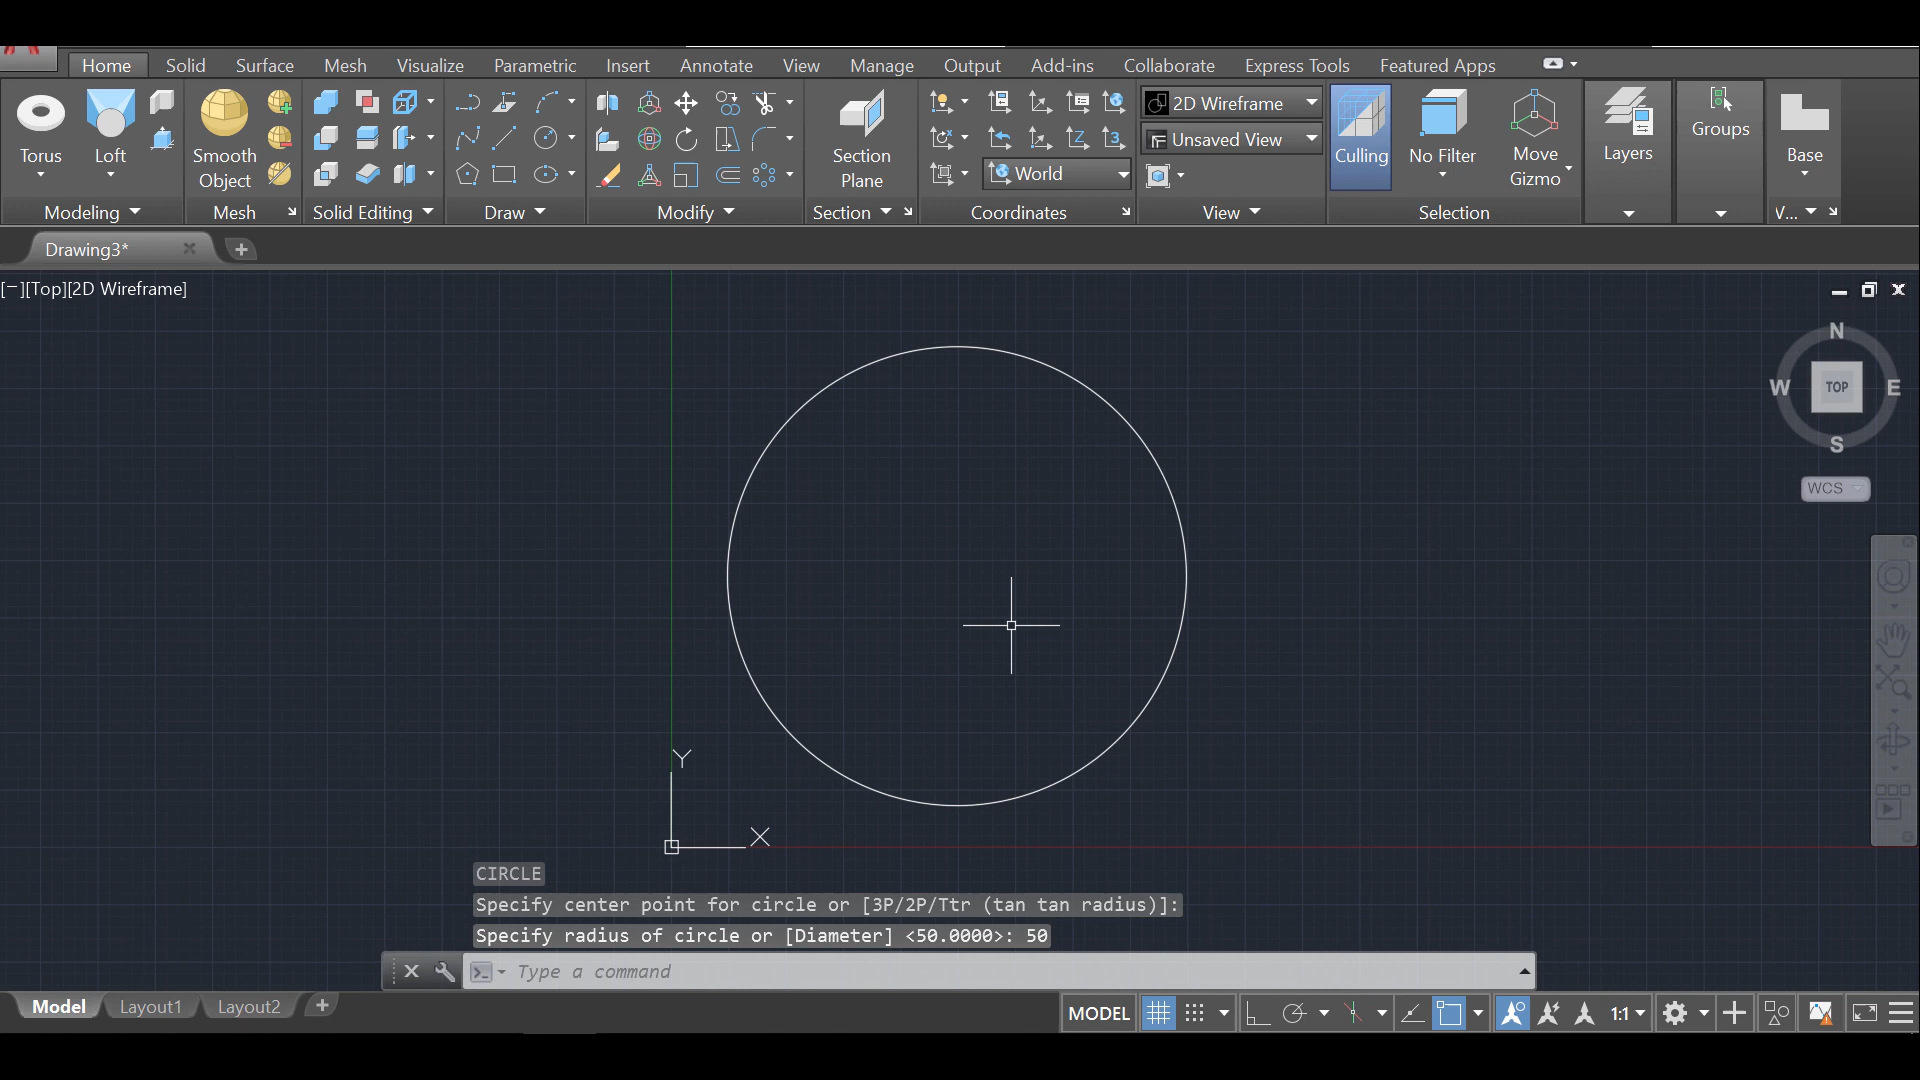 Home Solid Surface Mesh Visualize Parametric Insert Annotate View Manage Output Add-ins Collaborate Express Tools Featured Apps
Torus Loft Smooth Object Section Plane
2D Wireframe
Unsaved View
World
Culling No Filter Move Gizmo Layers Groups Base
Modeling Mesh Solid Editing Draw Modify Section Coordinates View Selection V...
Drawing3*
[−][Top][2D Wireframe]
N
W TOP E
S
WCS
Y
X
CIRCLE
Specify center point for circle or [3P/2P/Ttr (tan tan radius)]:
Specify radius of circle or [Diameter] <50.0000>: 50
Type a command
Model Layout1 Layout2
MODEL 1:1